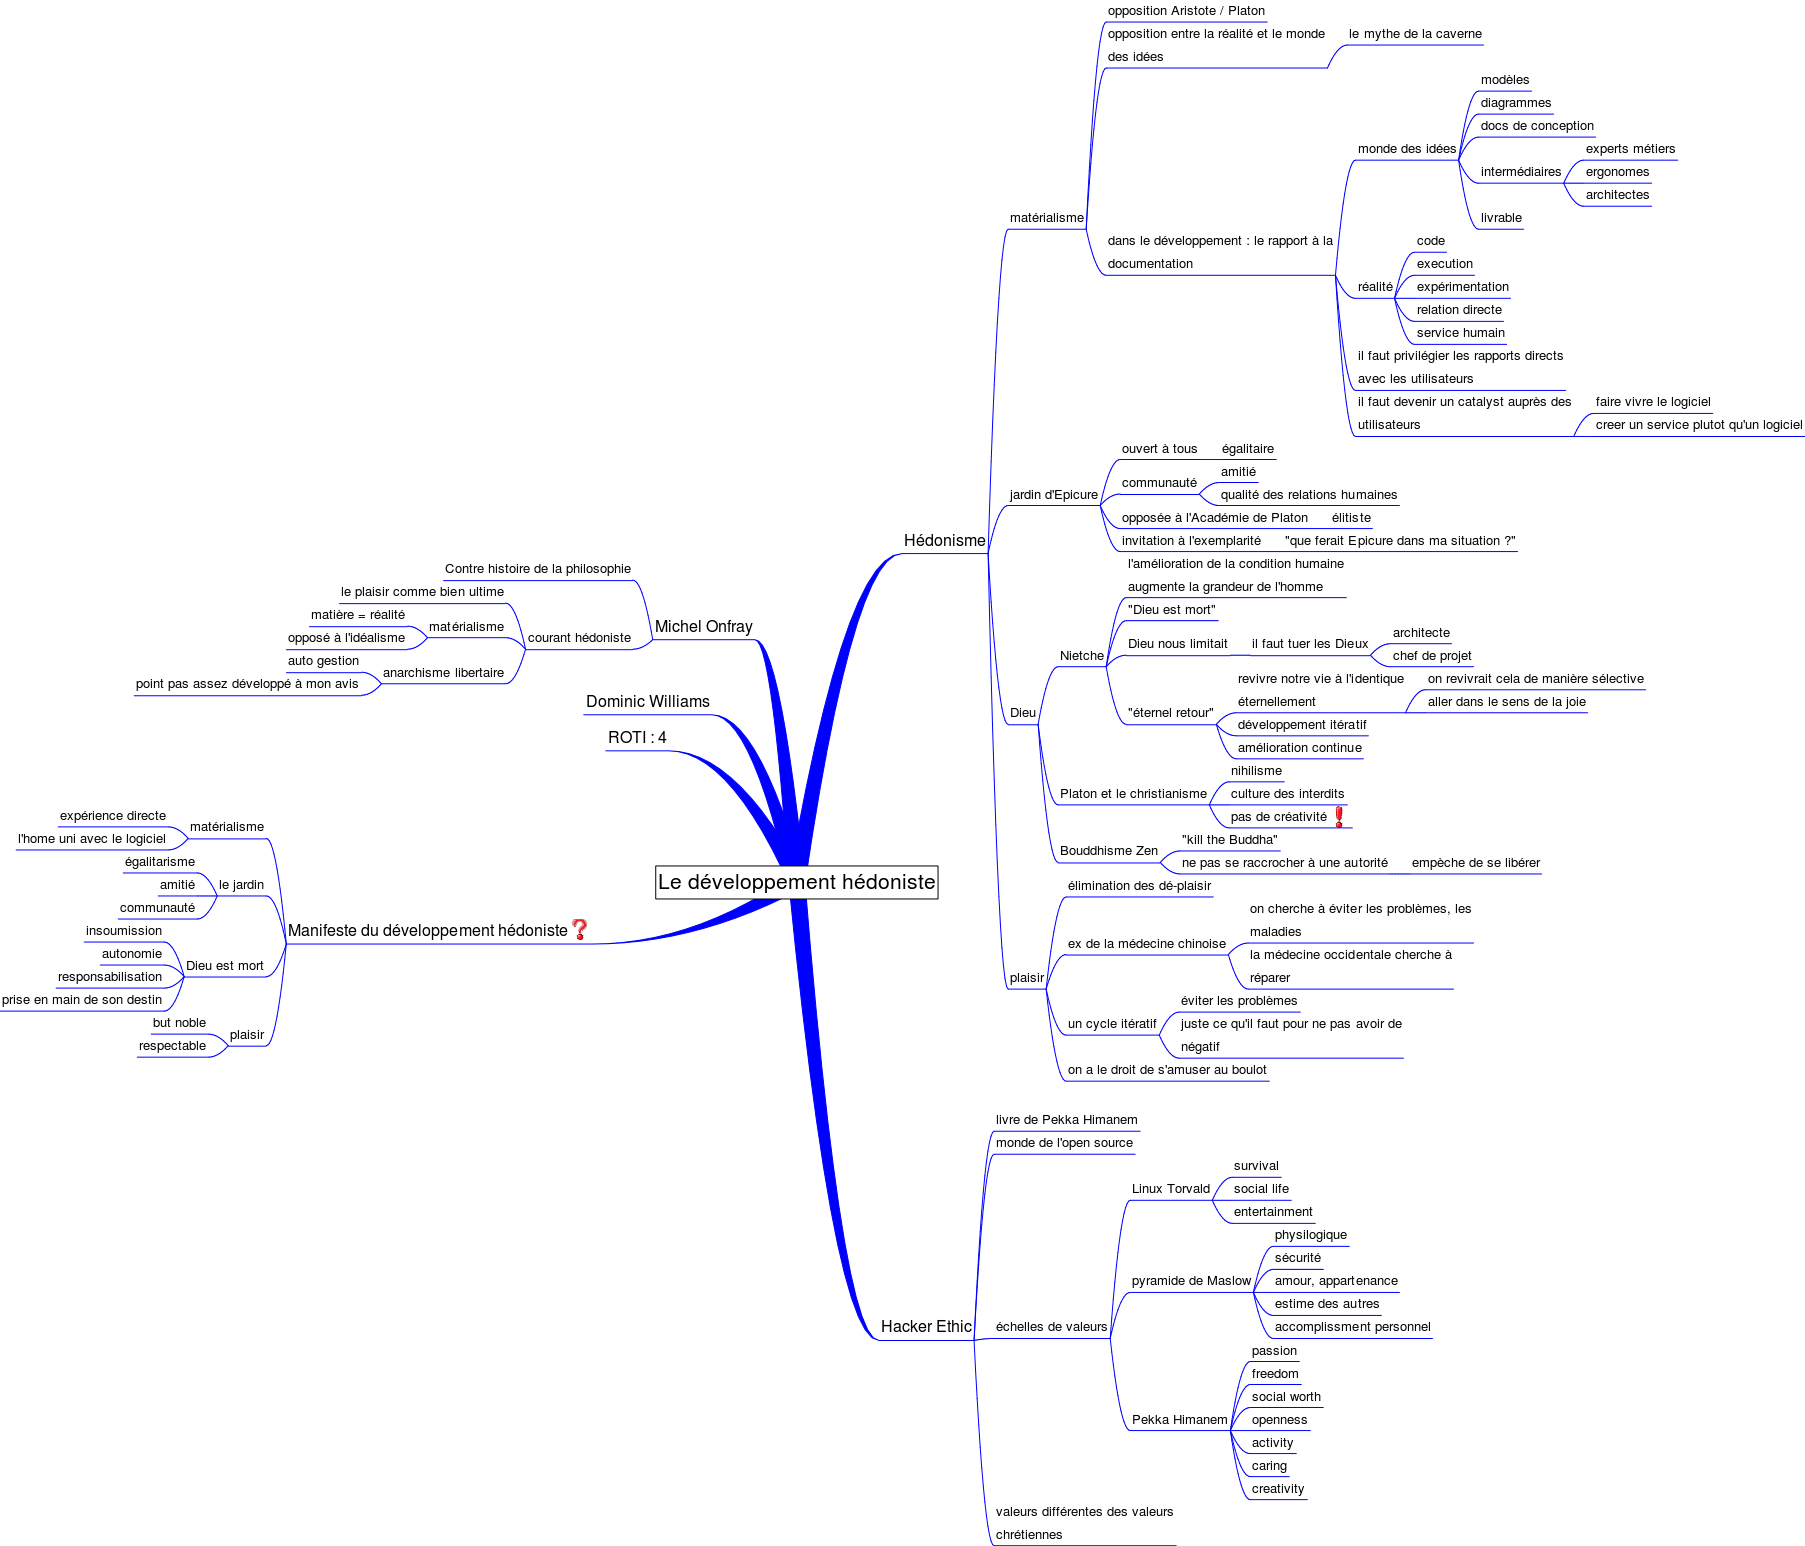 Le développement hédoniste
Hédonisme
matérialisme
opposition Aristote / Platon
opposition entre la réalité et le monde
des idées
le mythe de la caverne
dans le développement : le rapport à la
documentation
monde des idées
modèles
diagrammes
docs de conception
intermédiaires
experts métiers
ergonomes
architectes
livrable
réalité
code
execution
expérimentation
relation directe
service humain
il faut privilégier les rapports directs
avec les utilisateurs
il faut devenir un catalyst auprès des
utilisateurs
faire vivre le logiciel
creer un service plutot qu'un logiciel
jardin d'Epicure
ouvert à tous
égalitaire
communauté
amitié
qualité des relations humaines
opposée à l'Académie de Platon
élitiste
invitation à l'exemplarité
"que ferait Epicure dans ma situation ?"
Dieu
Nietche
l'amélioration de la condition humaine
augmente la grandeur de l'homme
"Dieu est mort"
Dieu nous limitait
il faut tuer les Dieux
architecte
chef de projet
"éternel retour"
revivre notre vie à l'identique
éternellement
on revivrait cela de manière sélective
aller dans le sens de la joie
développement itératif
amélioration continue
Platon et le christianisme
nihilisme
culture des interdits
pas de créativité
Bouddhisme Zen
"kill the Buddha"
ne pas se raccrocher à une autorité
empèche de se libérer
plaisir
élimination des dé-plaisir
ex de la médecine chinoise
on cherche à éviter les problèmes, les
maladies
la médecine occidentale cherche à
réparer
un cycle itératif
éviter les problèmes
juste ce qu'il faut pour ne pas avoir de
négatif
on a le droit de s'amuser au boulot
Hacker Ethic
livre de Pekka Himanem
monde de l'open source
échelles de valeurs
Linux Torvald
survival
social life
entertainment
pyramide de Maslow
physilogique
sécurité
amour, appartenance
estime des autres
accomplissment personnel
Pekka Himanem
passion
freedom
social worth
openness
activity
caring
creativity
valeurs différentes des valeurs
chrétiennes
Michel Onfray
Contre histoire de la philosophie
courant hédoniste
le plaisir comme bien ultime
matérialisme
matière = réalité
opposé à l'idéalisme
anarchisme libertaire
auto gestion
point pas assez développé à mon avis
Dominic Williams
ROTI : 4
Manifeste du développement hédoniste
matérialisme
expérience directe
l'home uni avec le logiciel
le jardin
égalitarisme
amitié
communauté
Dieu est mort
insoumission
autonomie
responsabilisation
prise en main de son destin
plaisir
but noble
respectable